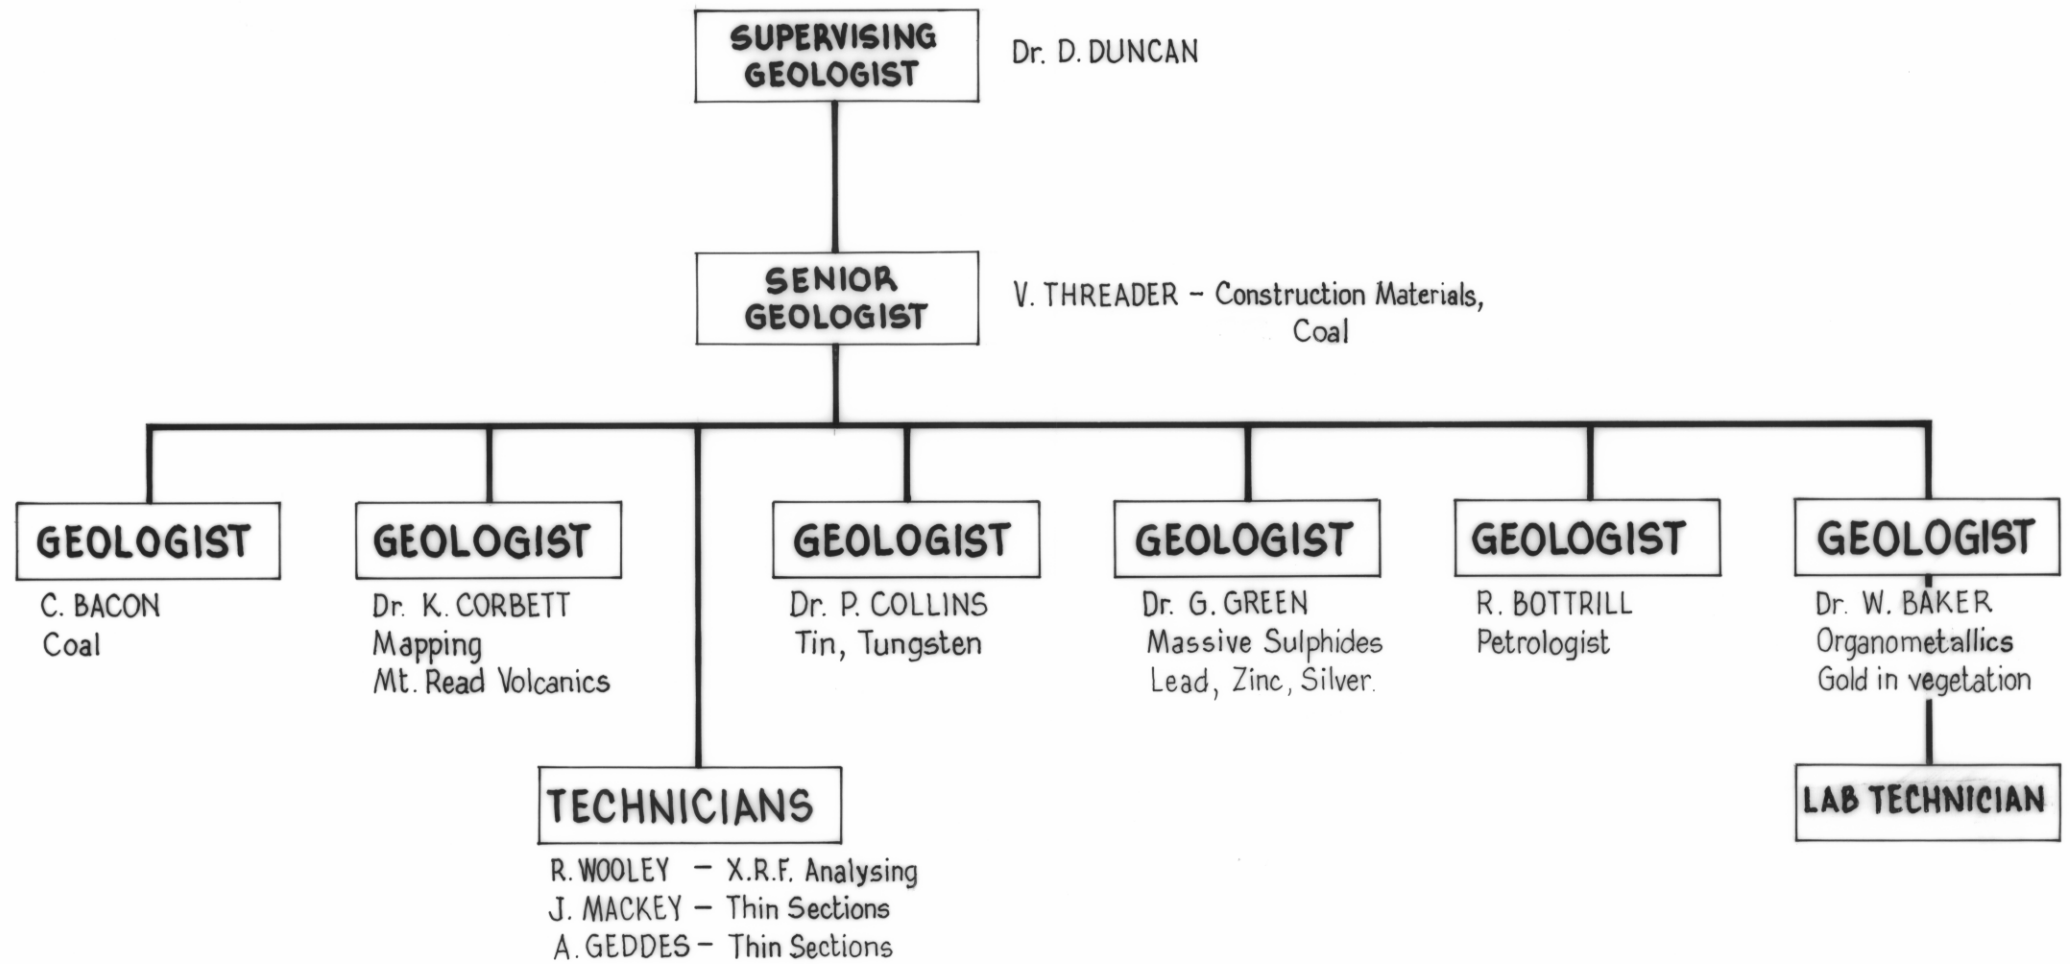 SUPERVISING
GEOLOGIST
Dr. D. DUNCAN
SENIOR
GEOLOGIST
V. THREADER - Construction Materials,
Coal
GEOLOGIST
C. BACON
Coal
GEOLOGIST
Dr. K. CORBETT
Mapping
Mt. Read Volcanics
GEOLOGIST
Dr. P. COLLINS
Tin, Tungsten
GEOLOGIST
Dr. G. GREEN
Massive Sulphides
Lead, Zinc, Silver.
GEOLOGIST
R. BOTTRILL
Petrologist
GEOLOGIST
Dr. W. BAKER
Organometallics
Gold in vegetation
TECHNICIANS
R. WOOLEY - X.R.F. Analysing
J. MACKEY - Thin Sections
A. GEDDES - Thin Sections
LAB TECHNICIAN